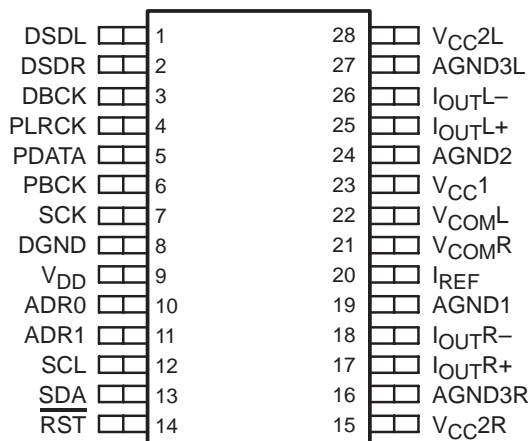 DSDL 1 28 VCC2L
DSDR 2 27 AGND3L
DBCK 3 26 IOUTL–
PLRCK 4 25 IOUTL+
PDATA 5 24 AGND2
PBCK 6 23 VCC1
SCK 7 22 VCOML
DGND 8 21 VCOMR
VDD 9 20 IREF
ADR0 10 19 AGND1
ADR1 11 18 IOUTR–
SCL 12 17 IOUTR+
SDA 13 16 AGND3R
RST 14 15 VCC2R